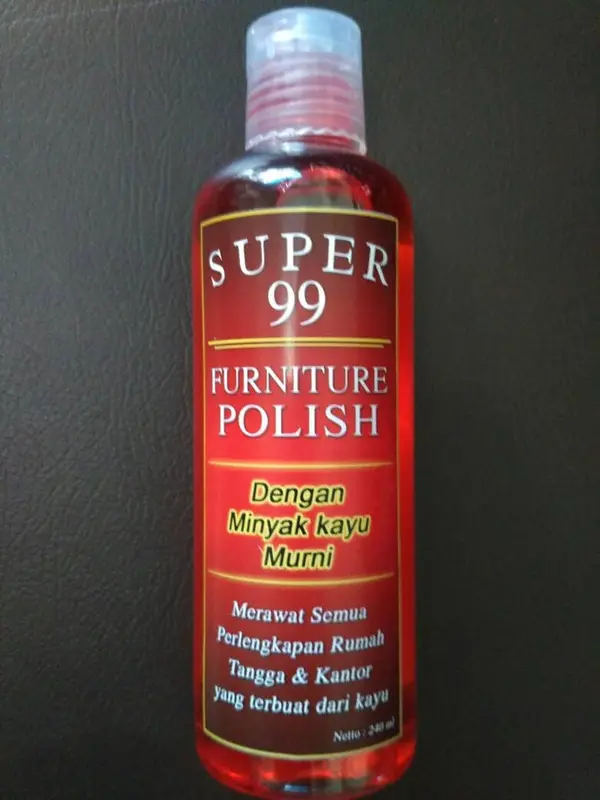 SUPER
99
FURNITURE
POLISH
Dengan
Minyak kayu
Murni
Merawat Semua
Perlengkapan Rumah
Tangga & Kantor
yang terbuat dari kayu
Netto : 240 ml